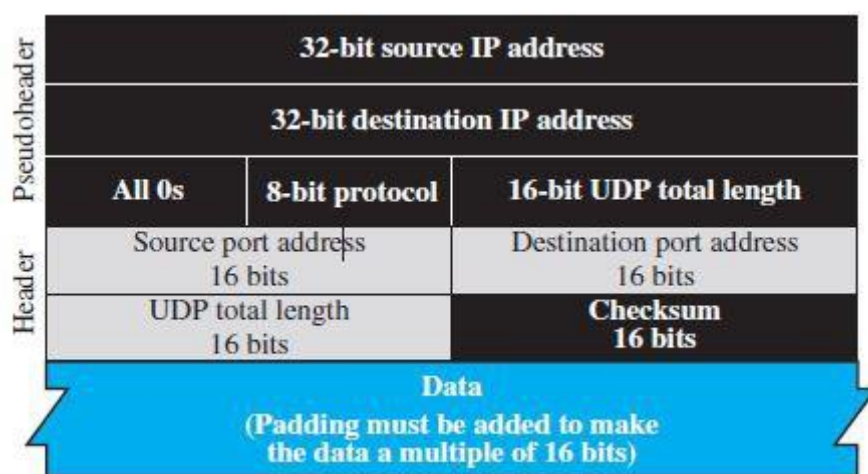 Pseudoheader
32-bit source IP address
32-bit destination IP address
All 0s 8-bit protocol 16-bit UDP total length
Header
Source port address Destination port address
16 bits 16 bits
UDP total length Checksum
16 bits 16 bits
Data
(Padding must be added to make
the data a multiple of 16 bits)